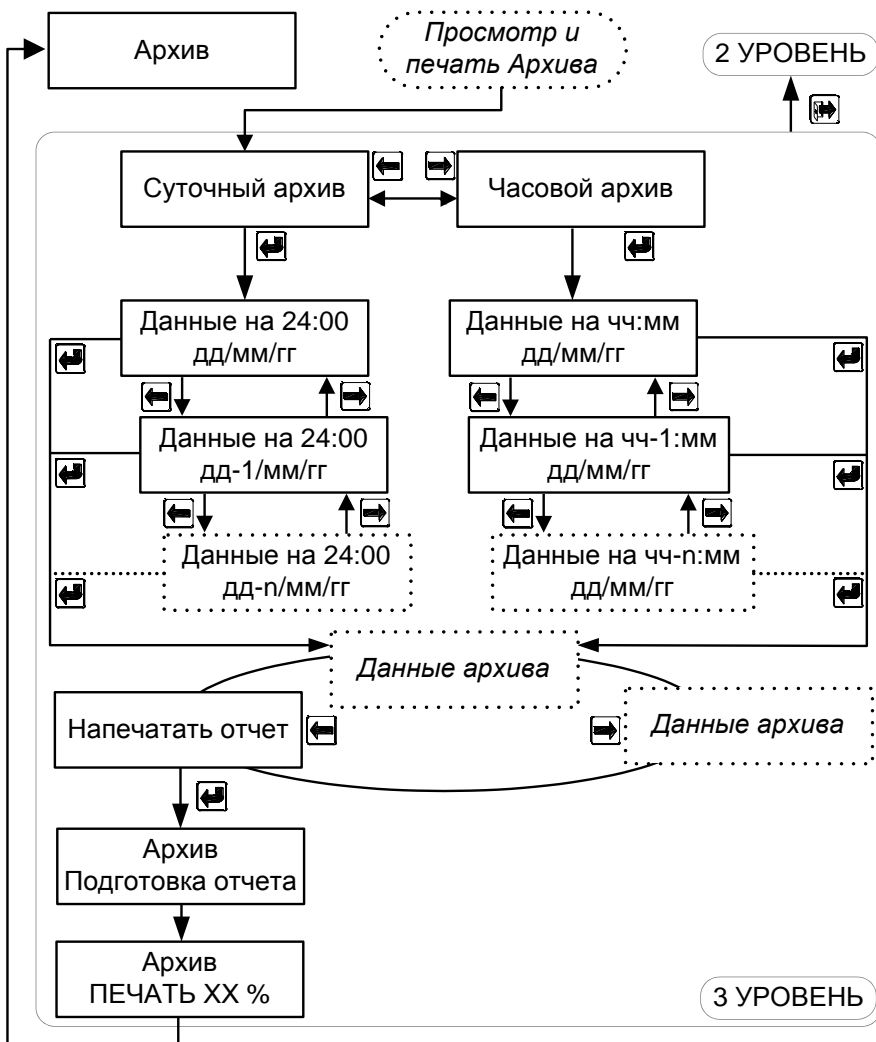 Архив
Просмотр и
печать Архива
2 УРОВЕНЬ
Суточный архив
Часовой архив
Данные на 24:00
дд/мм/гг
Данные на чч:мм
дд/мм/гг
Данные на 24:00
дд-1/мм/гг
Данные на чч-1:мм
дд/мм/гг
Данные на 24:00
дд-n/мм/гг
Данные на чч-n:мм
дд/мм/гг
Данные архива
Напечатать отчет
Данные архива
Архив
Подготовка отчета
Архив
ПЕЧАТЬ ХХ %
3 УРОВЕНЬ